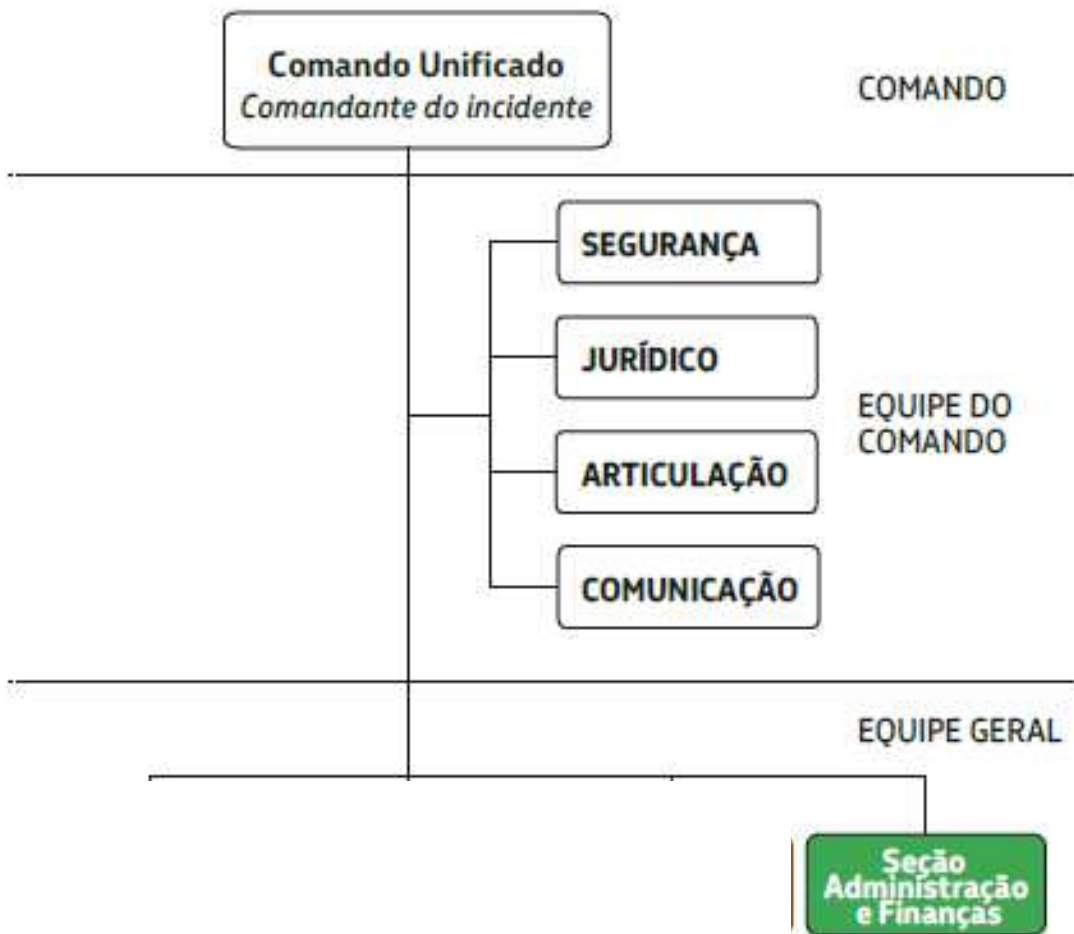 Comando Unificado
Comandante do incidente
COMANDO
SEGURANÇA
JURÍDICO
ARTICULAÇÃO
COMUNICAÇÃO
EQUIPE DO
COMANDO
EQUIPE GERAL
Seção
Administração
e Finanças